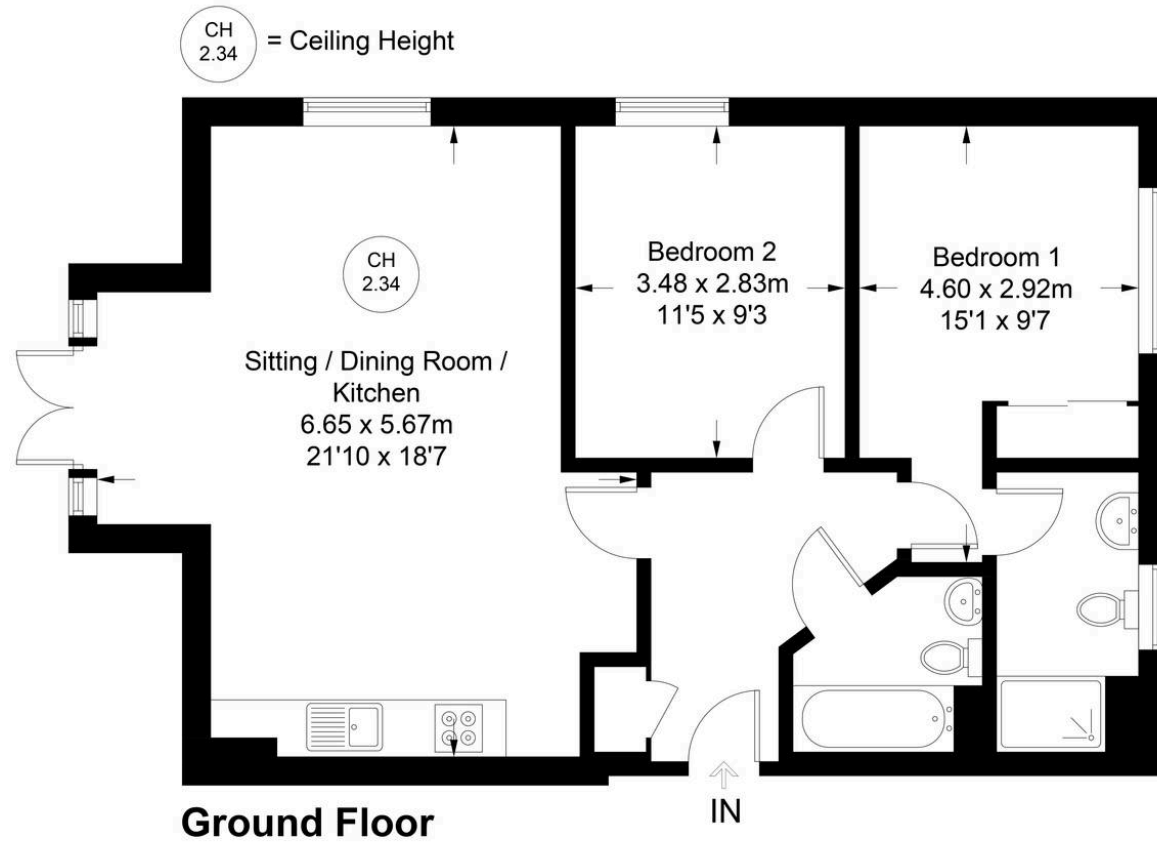 CH
2.34
= Ceiling Height
CH
2.34
Sitting / Dining Room /
Kitchen
6.65 x 5.67m
21'10 x 18'7
Bedroom 2
3.48 x 2.83m
11'5 x 9'3
Bedroom 1
4.60 x 2.92m
15'1 x 9'7
IN
Ground Floor